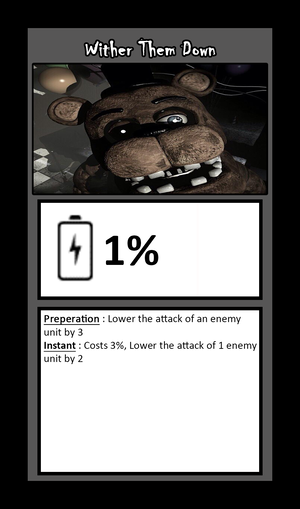 Wither Them Down
1%
Preperation : Lower the attack of an enemy
unit by 3
Instant : Costs 3%, Lower the attack of 1 enemy
unit by 2